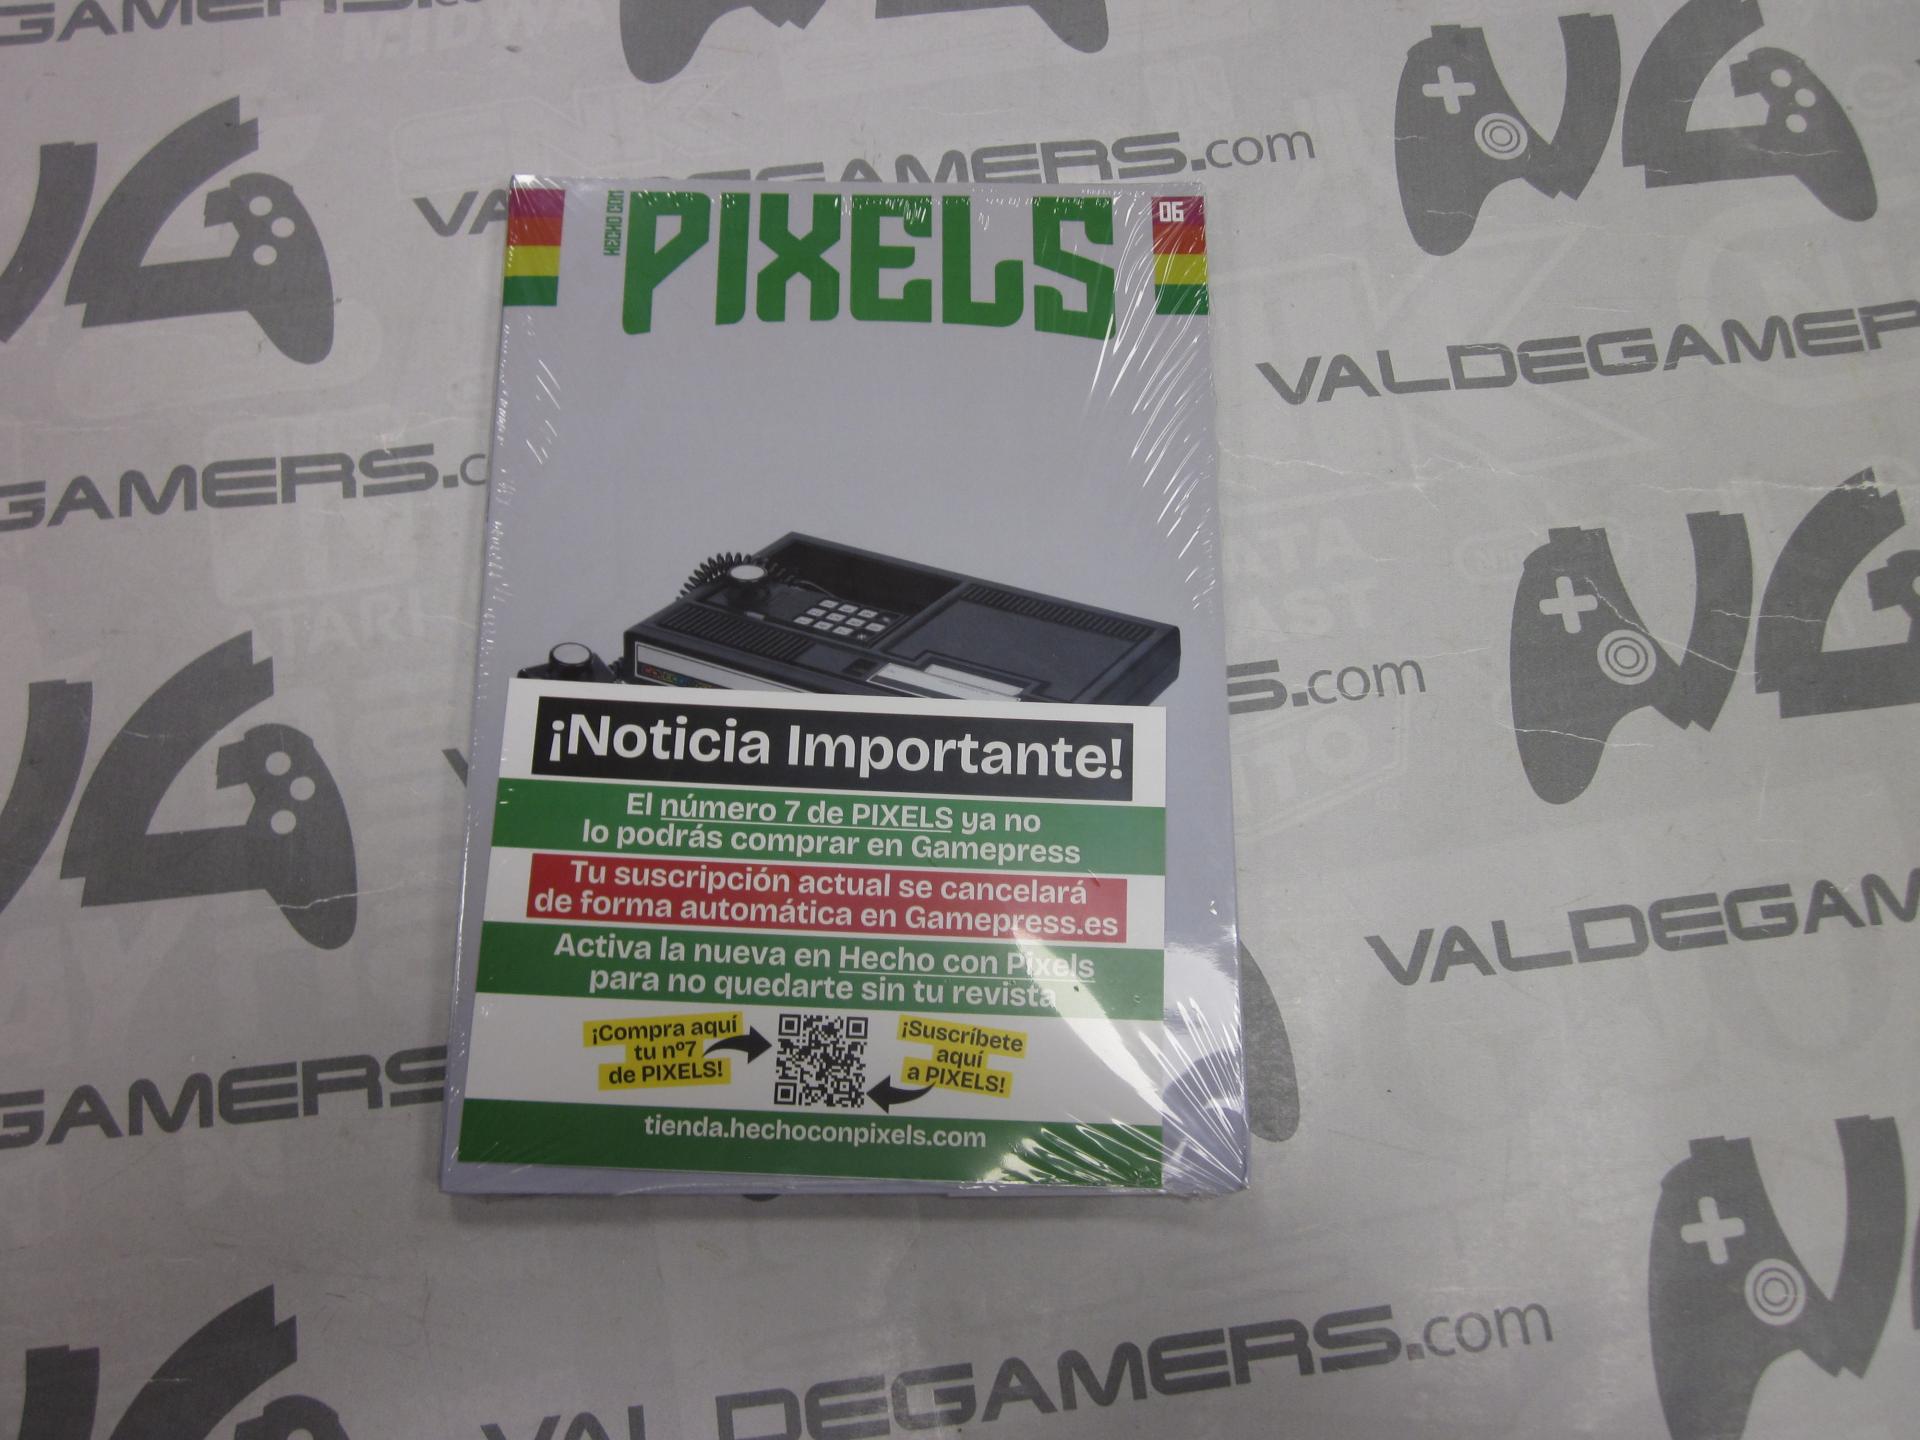 GAMERS.co
VALDEGAMERS.com
HECHO CON
PIXELS
06
VALDEGAMER
GAMERS.c
S.com
¡Noticia Importante!
El número 7 de PIXELS ya no
lo podrás comprar en Gamepress
Tu suscripción actual se cancelará
de forma automática en Gamepress.es
Activa la nueva en Hecho con Pixels
para no quedarte sin tu revista
¡Compra aquí
tu nº7
de PIXELS!
¡Suscríbete
aquí
a PIXELS!
tienda.hechoconpixels.com
VALDEGAM
GAMERS
VALDEGAMERS.com